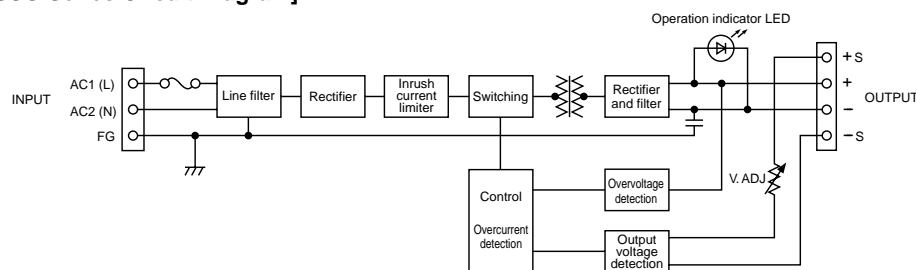 Operation indicator LED
INPUT
AC1 (L)
AC2 (N)
FG
Line filter
Rectifier
Inrush
current
limiter
Switching
Rectifier
and filter
+S
+
−
−S
OUTPUT
V. ADJ
Control
Overcurrent
detection
Overvoltage
detection
Output
voltage
detection